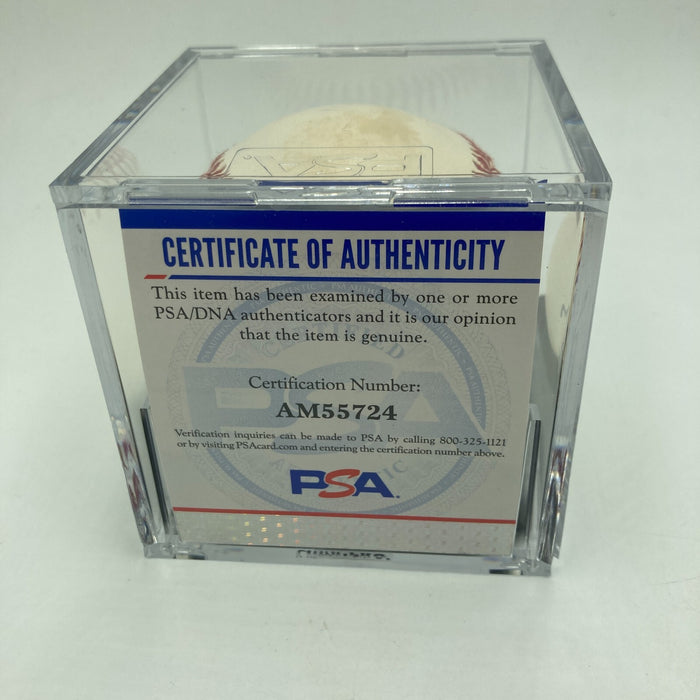 PSA
CERTIFICATE OF AUTHENTICITY
This item has been examined by one or more
PSA/DNA authenticators and it is our opinion
that the item is genuine.
Certification Number:
AM55724
Verification inquiries can be made to PSA by calling 800-325-1121
or by visiting PSAcard.com and entering the certification number above.
PSA